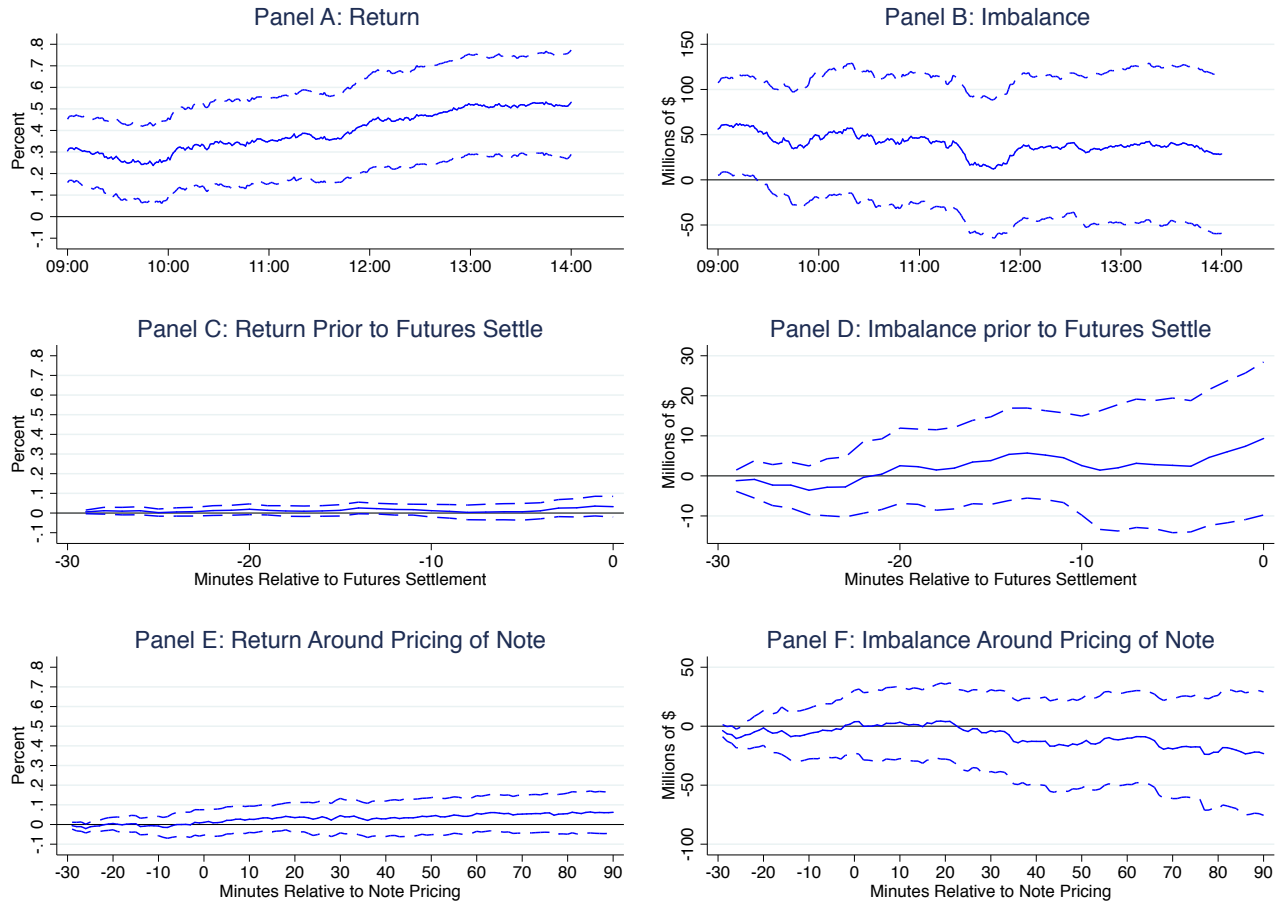 Panel A: Return
Percent
-.1 0 .1 .2 .3 .4 .5 .6 .7 .8
09:00 10:00 11:00 12:00 13:00 14:00
Panel B: Imbalance
Millions of $
-50 0 50 100 150
09:00 10:00 11:00 12:00 13:00 14:00
Panel C: Return Prior to Futures Settle
Percent
-.1 0 .1 .2 .3 .4 .5 .6 .7 .8
-30 -20 -10 0
Minutes Relative to Futures Settlement
Panel D: Imbalance prior to Futures Settle
Millions of $
-10 0 10 20 30
-30 -20 -10 0
Minutes Relative to Futures Settlement
Panel E: Return Around Pricing of Note
Percent
-.1 0 .1 .2 .3 .4 .5 .6 .7 .8
-30 -20 -10 0 10 20 30 40 50 60 70 80 90
Minutes Relative to Note Pricing
Panel F: Imbalance Around Pricing of Note
Millions of $
-100 -50 0 50
-30 -20 -10 0 10 20 30 40 50 60 70 80 90
Minutes Relative to Note Pricing